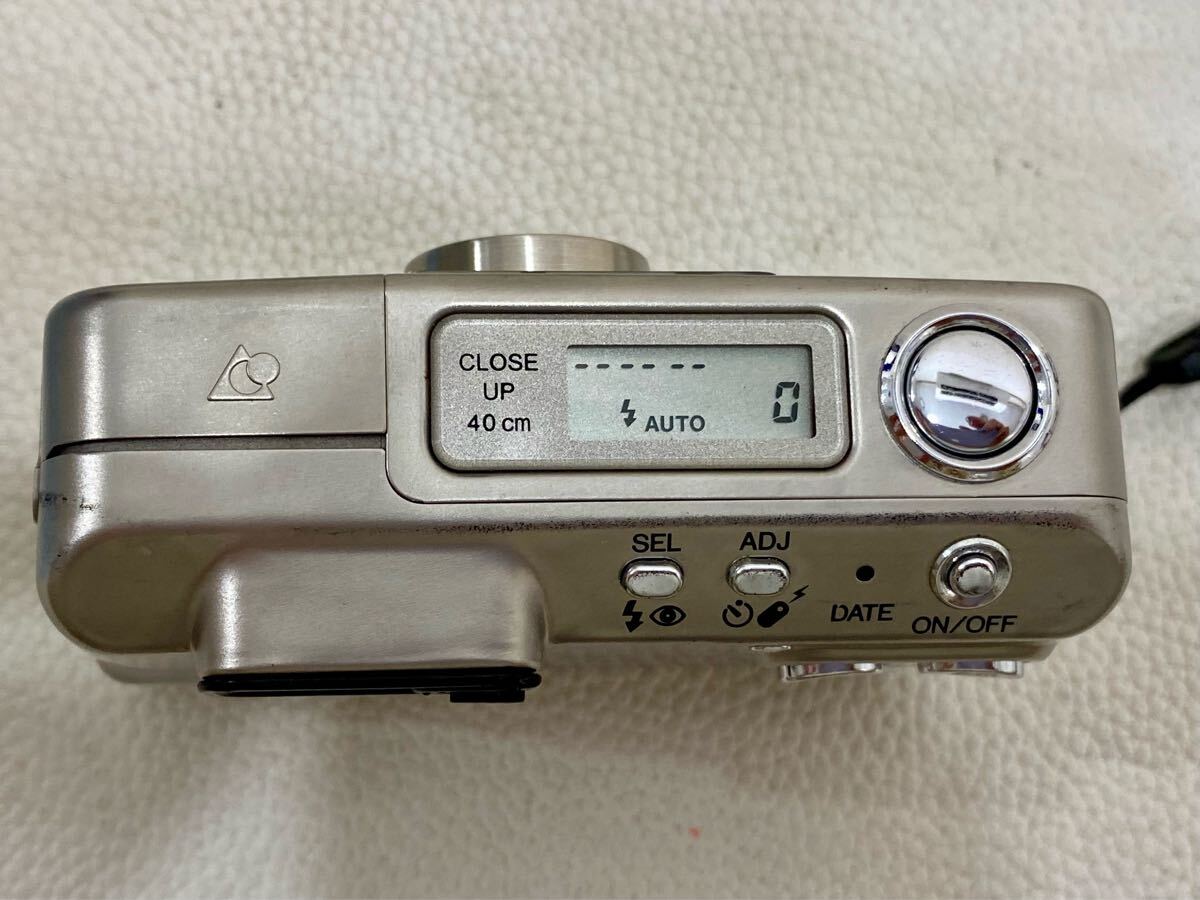 CLOSE
UP
40 cm
------
AUTO
0
SEL
ADJ
DATE
ON/OFF